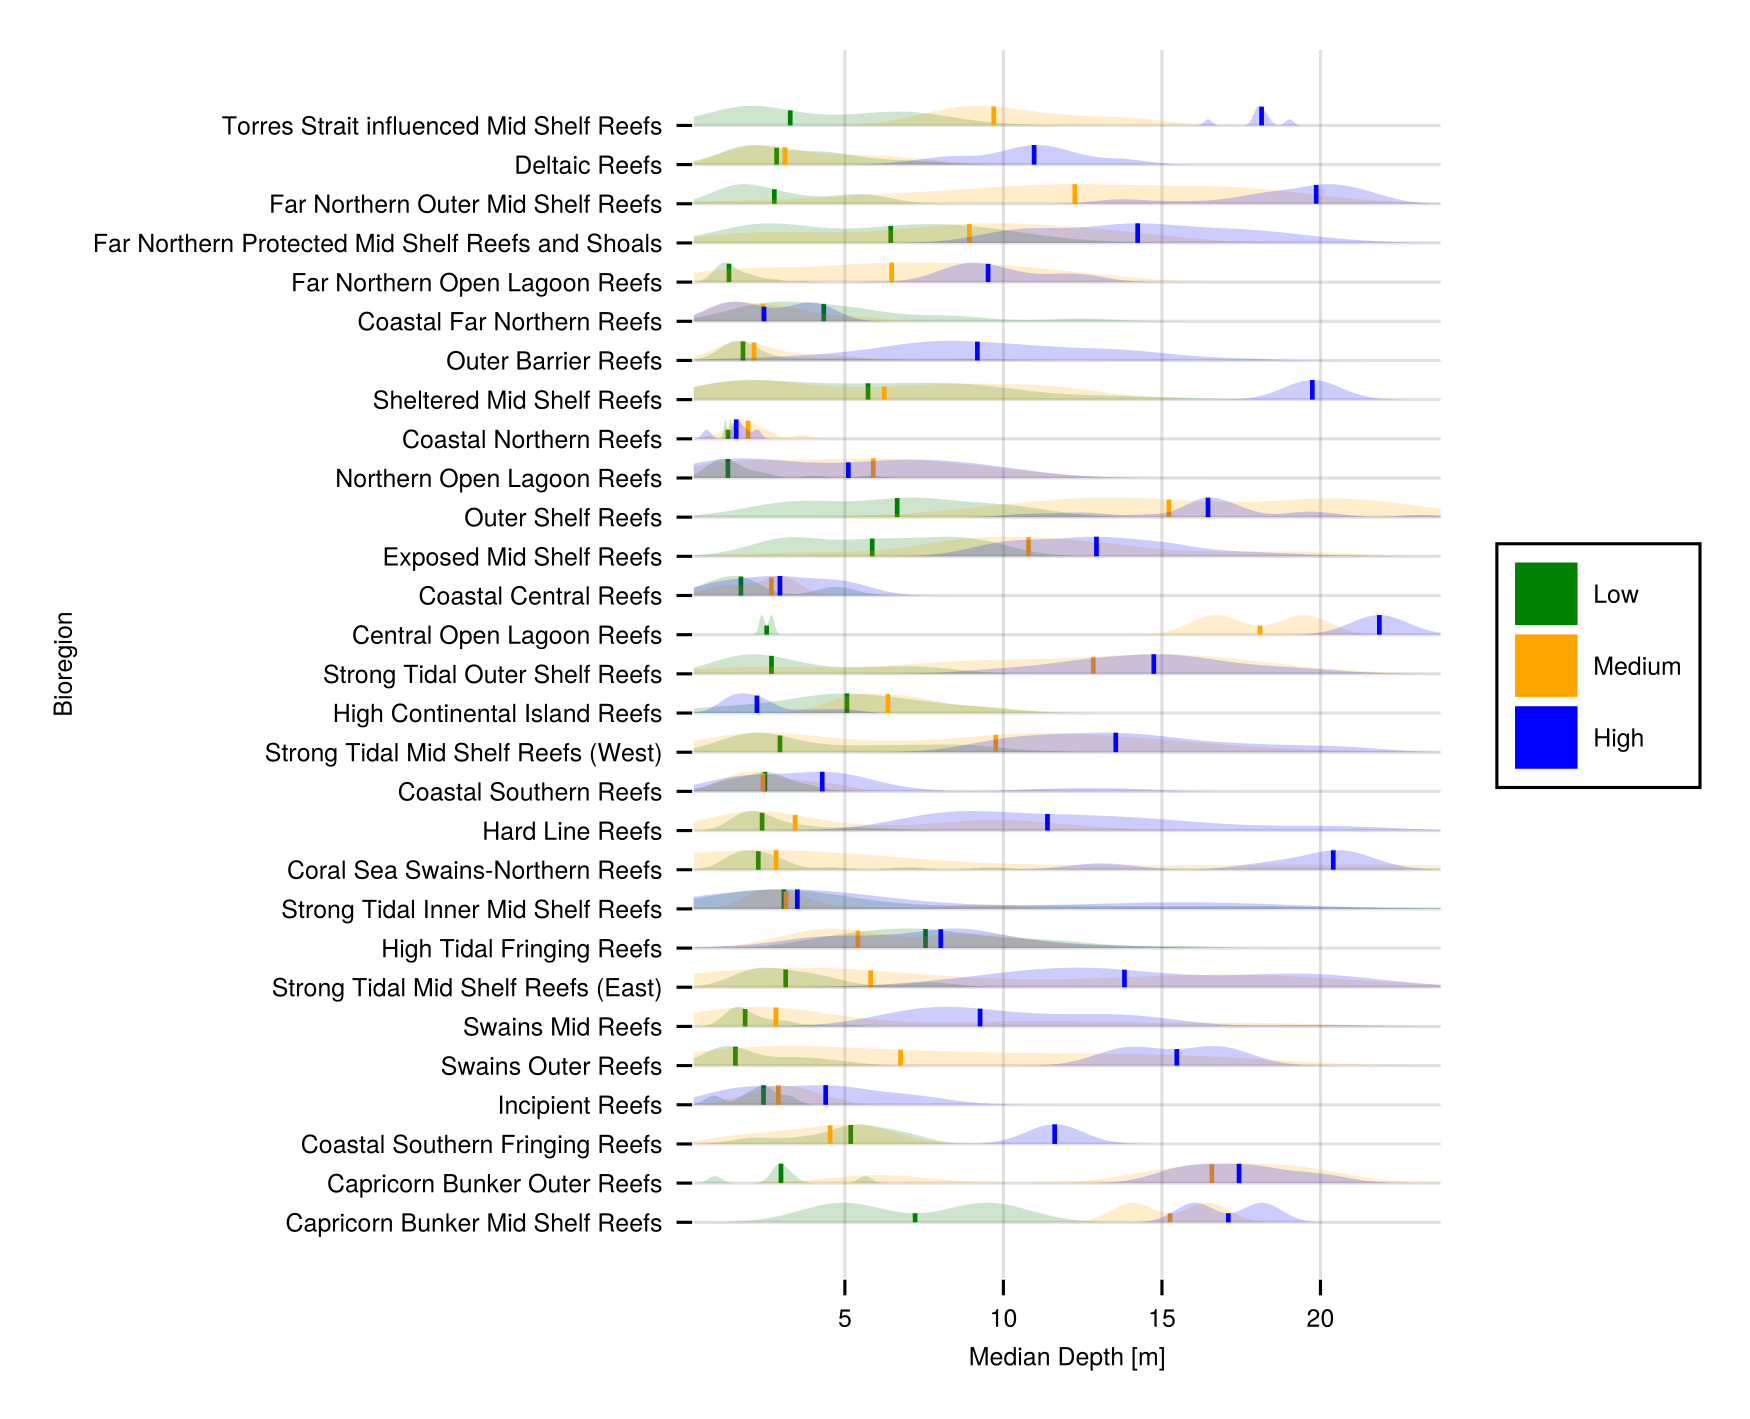 Torres Strait influenced Mid Shelf Reefs
Deltaic Reefs
Far Northern Outer Mid Shelf Reefs
Far Northern Protected Mid Shelf Reefs and Shoals
Far Northern Open Lagoon Reefs
Coastal Far Northern Reefs
Outer Barrier Reefs
Sheltered Mid Shelf Reefs
Coastal Northern Reefs
Northern Open Lagoon Reefs
Outer Shelf Reefs
Exposed Mid Shelf Reefs
Coastal Central Reefs
Central Open Lagoon Reefs
Strong Tidal Outer Shelf Reefs
High Continental Island Reefs
Strong Tidal Mid Shelf Reefs (West)
Coastal Southern Reefs
Hard Line Reefs
Coral Sea Swains-Northern Reefs
Strong Tidal Inner Mid Shelf Reefs
High Tidal Fringing Reefs
Strong Tidal Mid Shelf Reefs (East)
Swains Mid Reefs
Swains Outer Reefs
Incipient Reefs
Coastal Southern Fringing Reefs
Capricorn Bunker Outer Reefs
Capricorn Bunker Mid Shelf Reefs
Bioregion
5 10 15 20
Median Depth [m]
Low
Medium
High